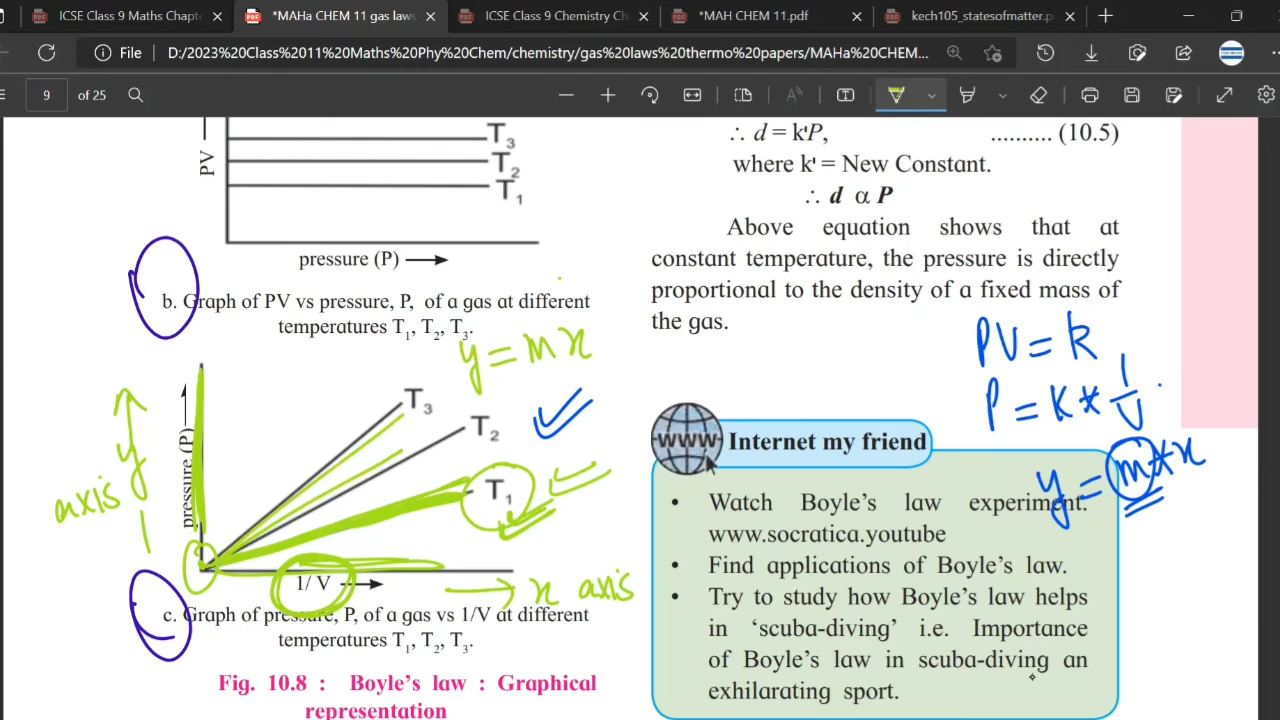 ICSE Class 9 Maths Chapt
*MAHa CHEM 11 gas laws
ICSE Class 9 Chemistry Ch
*MAH CHEM 11.pdf
kech105_statesofmatter.p
File
D:/2023%20Class%2011%20Maths%20Phy%20Chem/chemistry/gas%20laws%20thermo%20papers/MAHa%20CHEM...
9 of 25
PV
T3
T2
T1
pressure (P)
b. Graph of PV vs pressure, P, of a gas at different
temperatures T1, T2, T3.
y = mx
T3
T2
T1
pressure (P)
y
axis
1/ V
x axis
c. Graph of pressure, P, of a gas vs 1/V at different
temperatures T1, T2, T3.
Fig. 10.8 : Boyle's law : Graphical
representation
∴ d = k'P, .......... (10.5)
where k' = New Constant.
∴ d α P
Above equation shows that at
constant temperature, the pressure is directly
proportional to the density of a fixed mass of
the gas.
PV = k
P = K * 1/V
y = m * x
WWW
Internet my friend
• Watch Boyle's law experiment.
www.socratica.youtube
• Find applications of Boyle's law.
• Try to study how Boyle's law helps
in 'scuba-diving' i.e. Importance
of Boyle's law in scuba-diving an
exhilarating sport.